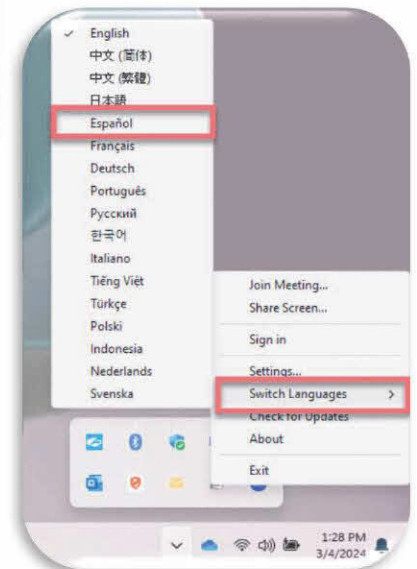 ✓ English
中文 (简体)
中文 (繁體)
日本語
Español
Français
Deutsch
Português
Русский
한국어
Italiano
Tiếng Việt
Türkçe
Polski
Indonesia
Nederlands
Svenska
Join Meeting...
Share Screen...
Sign in
Settings...
Switch Languages >
Check for Updates
About
Exit
1:28 PM
3/4/2024